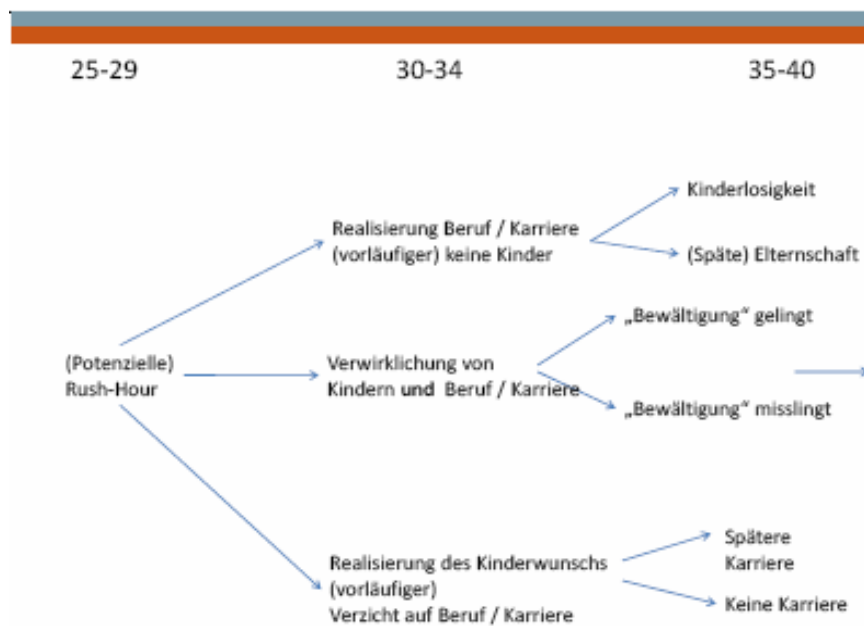 25-29
30-34
35-40
Kinderlosigkeit
Realisierung Beruf / Karriere
(vorläufiger) keine Kinder
(Späte) Elternschaft
„Bewältigung“ gelingt
(Potenzielle)
Rush-Hour
Verwirklichung von
Kindern und Beruf / Karriere
„Bewältigung“ misslingt
Spätere
Karriere
Realisierung des Kinderwunschs
(vorläufiger)
Verzicht auf Beruf / Karriere
Keine Karriere